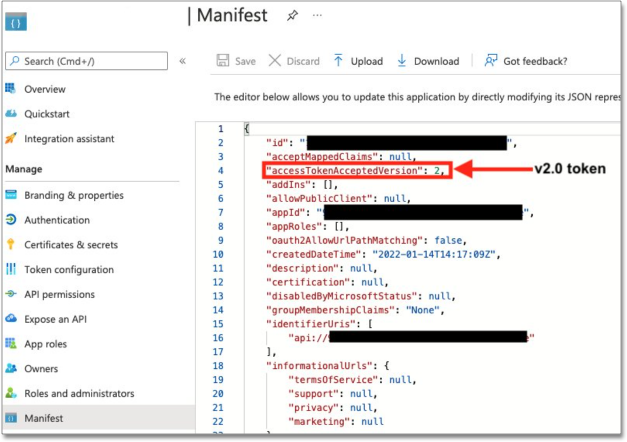 Manifest
Search (Cmd+/)
«
Save
Discard
Upload
Download
Got feedback?
Overview
Quickstart
Integration assistant
Manage
Branding & properties
Authentication
Certificates & secrets
Token configuration
API permissions
Expose an API
App roles
Owners
Roles and administrators
Manifest
The editor below allows you to update this application by directly modifying its JSON repres
1 {
2 "id": " ",
3 "acceptMappedClaims": null,
4 "accessTokenAcceptedVersion": 2,
v2.0 token
5 "addIns": [],
6 "allowPublicClient": null,
7 "appId": " ",
8 "appRoles": [],
9 "oauth2AllowUrlPathMatching": false,
10 "createdDateTime": "2022-01-14T14:17:09Z",
11 "description": null,
12 "certification": null,
13 "disabledByMicrosoftStatus": null,
14 "groupMembershipClaims": "None",
15 "identifierUris": [
16 "api:// "
17 ],
18 "informationalUrls": {
19 "termsOfService": null,
20 "support": null,
21 "privacy": null,
22 "marketing": null